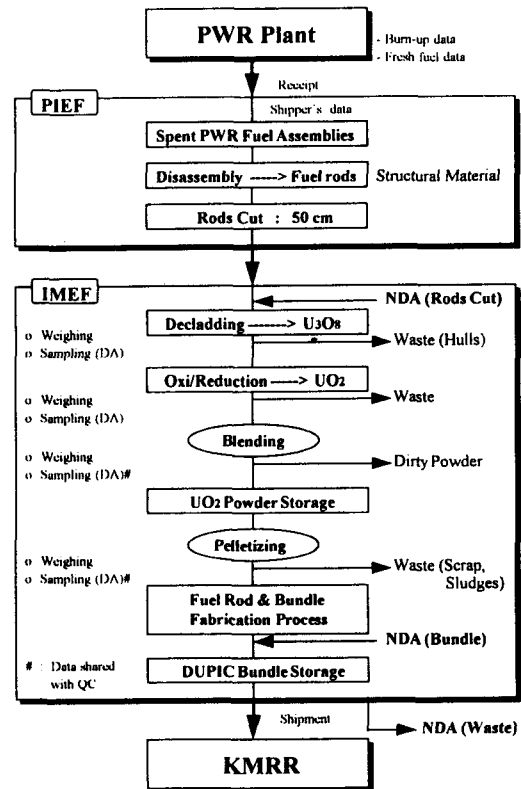 PWR Plant
- Burn-up data
- Fresh fuel data
Receipt
PIEF
Shipper's data
Spent PWR Fuel Assemblies
Disassembly -----> Fuel rods
Structural Material
Rods Cut : 50 cm
IMEF
NDA (Rods Cut)
Decladding -------> U3O8
o Weighing
o Sampling (DA)
Waste (Hulls)
Oxi/Reduction ----> UO2
o Weighing
o Sampling (DA)
Waste
Blending
o Weighing
o Sampling (DA)#
Dirty Powder
UO2 Powder Storage
Pelletizing
o Weighing
o Sampling (DA)#
Waste (Scrap,
Sludges)
Fuel Rod & Bundle
Fabrication Process
NDA (Bundle)
# : Data shared
with QC
DUPIC Bundle Storage
Shipment
NDA (Waste)
KMRR